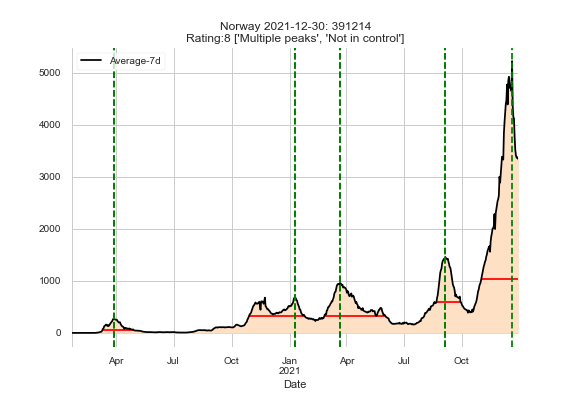 Norway 2021-12-30: 391214
Rating:8 ['Multiple peaks', 'Not in control']
Average-7d
5000
4000
3000
2000
1000
0
Apr
Jul
Oct
Jan
2021
Apr
Jul
Oct
Date